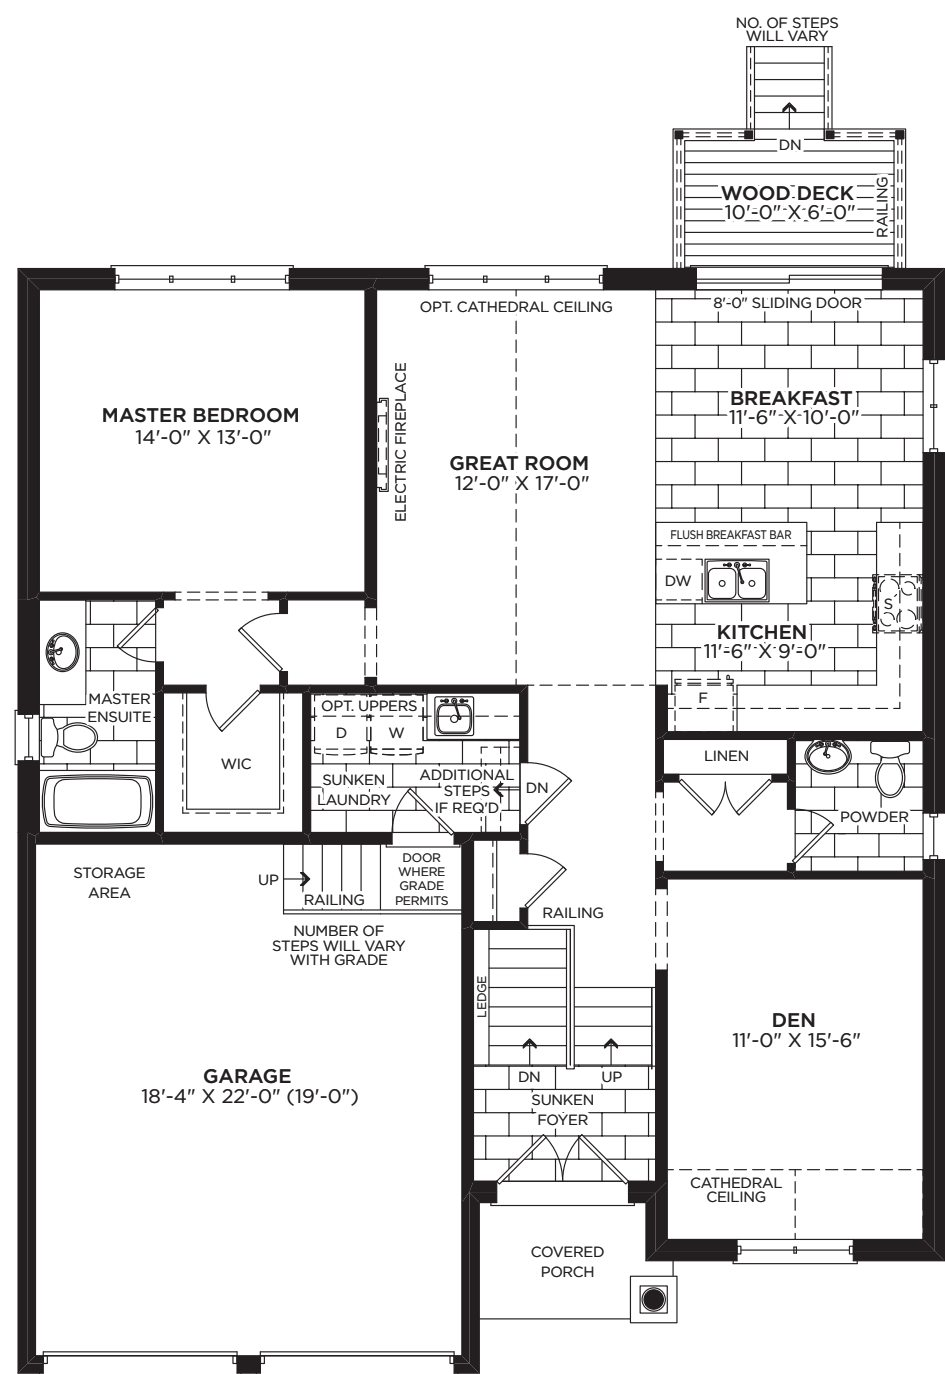 NO. OF STEPS
WILL VARY
DN
WOOD DECK
10'-0" X 6'-0"
RAILING
8'-0" SLIDING DOOR
OPT. CATHEDRAL CEILING
MASTER BEDROOM
14'-0" X 13'-0"
ELECTRIC FIREPLACE
GREAT ROOM
12'-0" X 17'-0"
BREAKFAST
11'-6" X 10'-0"
FLUSH BREAKFAST BAR
DW
S
KITCHEN
11'-6" X 9'-0"
F
MASTER
ENSUITE
WIC
OPT. UPPERS
D
W
SUNKEN
LAUNDRY
ADDITIONAL
STEPS
IF REQ'D
DN
LINEN
POWDER
STORAGE
AREA
UP
RAILING
DOOR
WHERE
GRADE
PERMITS
NUMBER OF
STEPS WILL VARY
WITH GRADE
RAILING
LEDGE
DN
UP
SUNKEN
FOYER
DEN
11'-0" X 15'-6"
GARAGE
18'-4" X 22'-0" (19'-0")
CATHEDRAL
CEILING
COVERED
PORCH